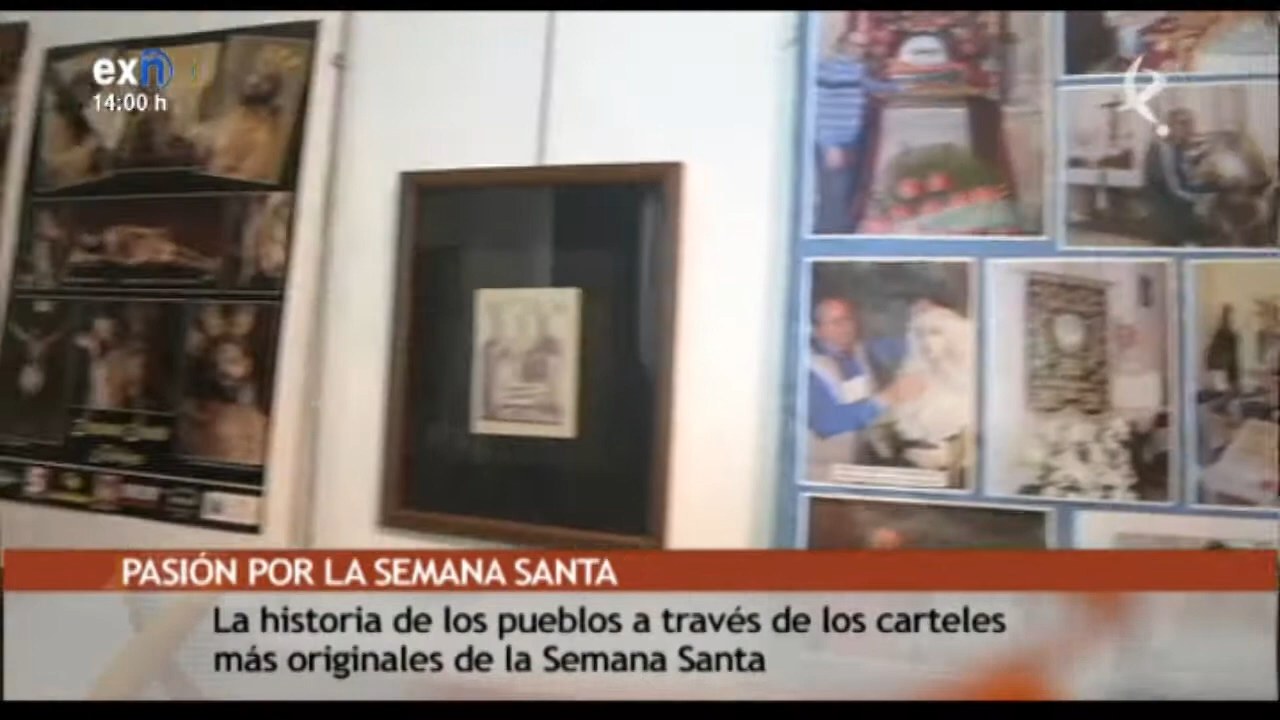 exn
14:00 h
PASIÓN POR LA SEMANA SANTA
La historia de los pueblos a través de los carteles
más originales de la Semana Santa